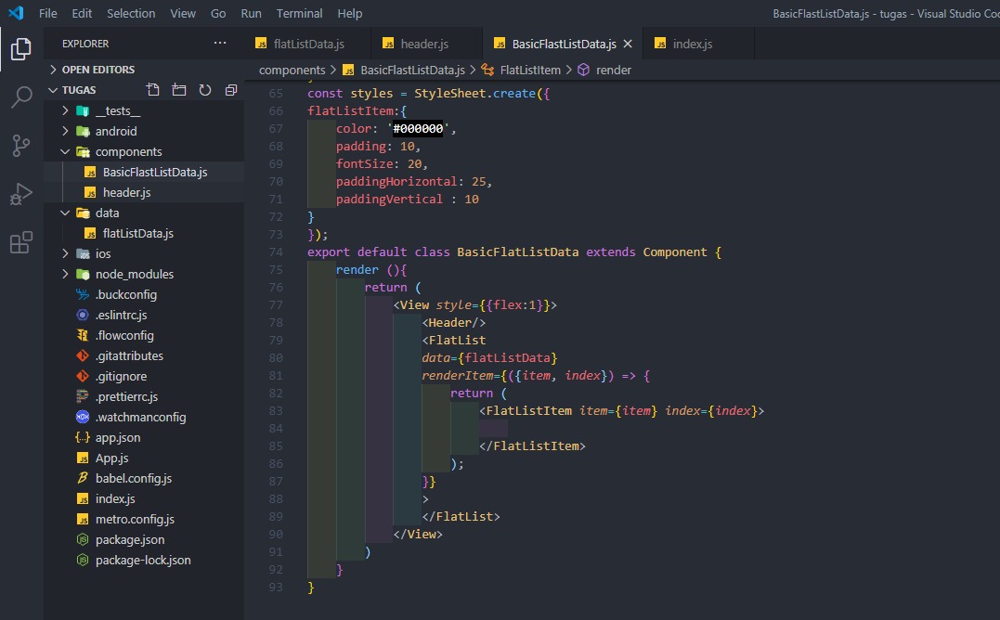 File Edit Selection View Go Run Terminal Help
BasicFlastListData.js - tugas - Visual Studio Cod
EXPLORER
OPEN EDITORS
TUGAS
__tests__
android
components
BasicFlastListData.js
header.js
data
flatListData.js
ios
node_modules
.buckconfig
.eslintrc.js
.flowconfig
.gitattributes
.gitignore
.prettierrc.js
.watchmanconfig
app.json
App.js
babel.config.js
index.js
metro.config.js
package.json
package-lock.json
flatListData.js header.js BasicFlastListData.js index.js
components > BasicFlastListData.js > FlatListItem > render
65 const styles = StyleSheet.create({
66 flatListItem:{
67 color: '#000000',
68 padding: 10,
69 fontSize: 20,
70 paddingHorizontal: 25,
71 paddingVertical : 10
72 }
73 });
74 export default class BasicFlatListData extends Component {
75 render (){
76 return (
77 <View style={{flex:1}}>
78 <Header/>
79 <FlatList
80 data={flatListData}
81 renderItem={({item, index}) => {
82 return (
83 <FlatListItem item={item} index={index}>
84
85 </FlatListItem>
86 );
87 }}
88 >
89 </FlatList>
90 </View>
91 )
92 }
93 }